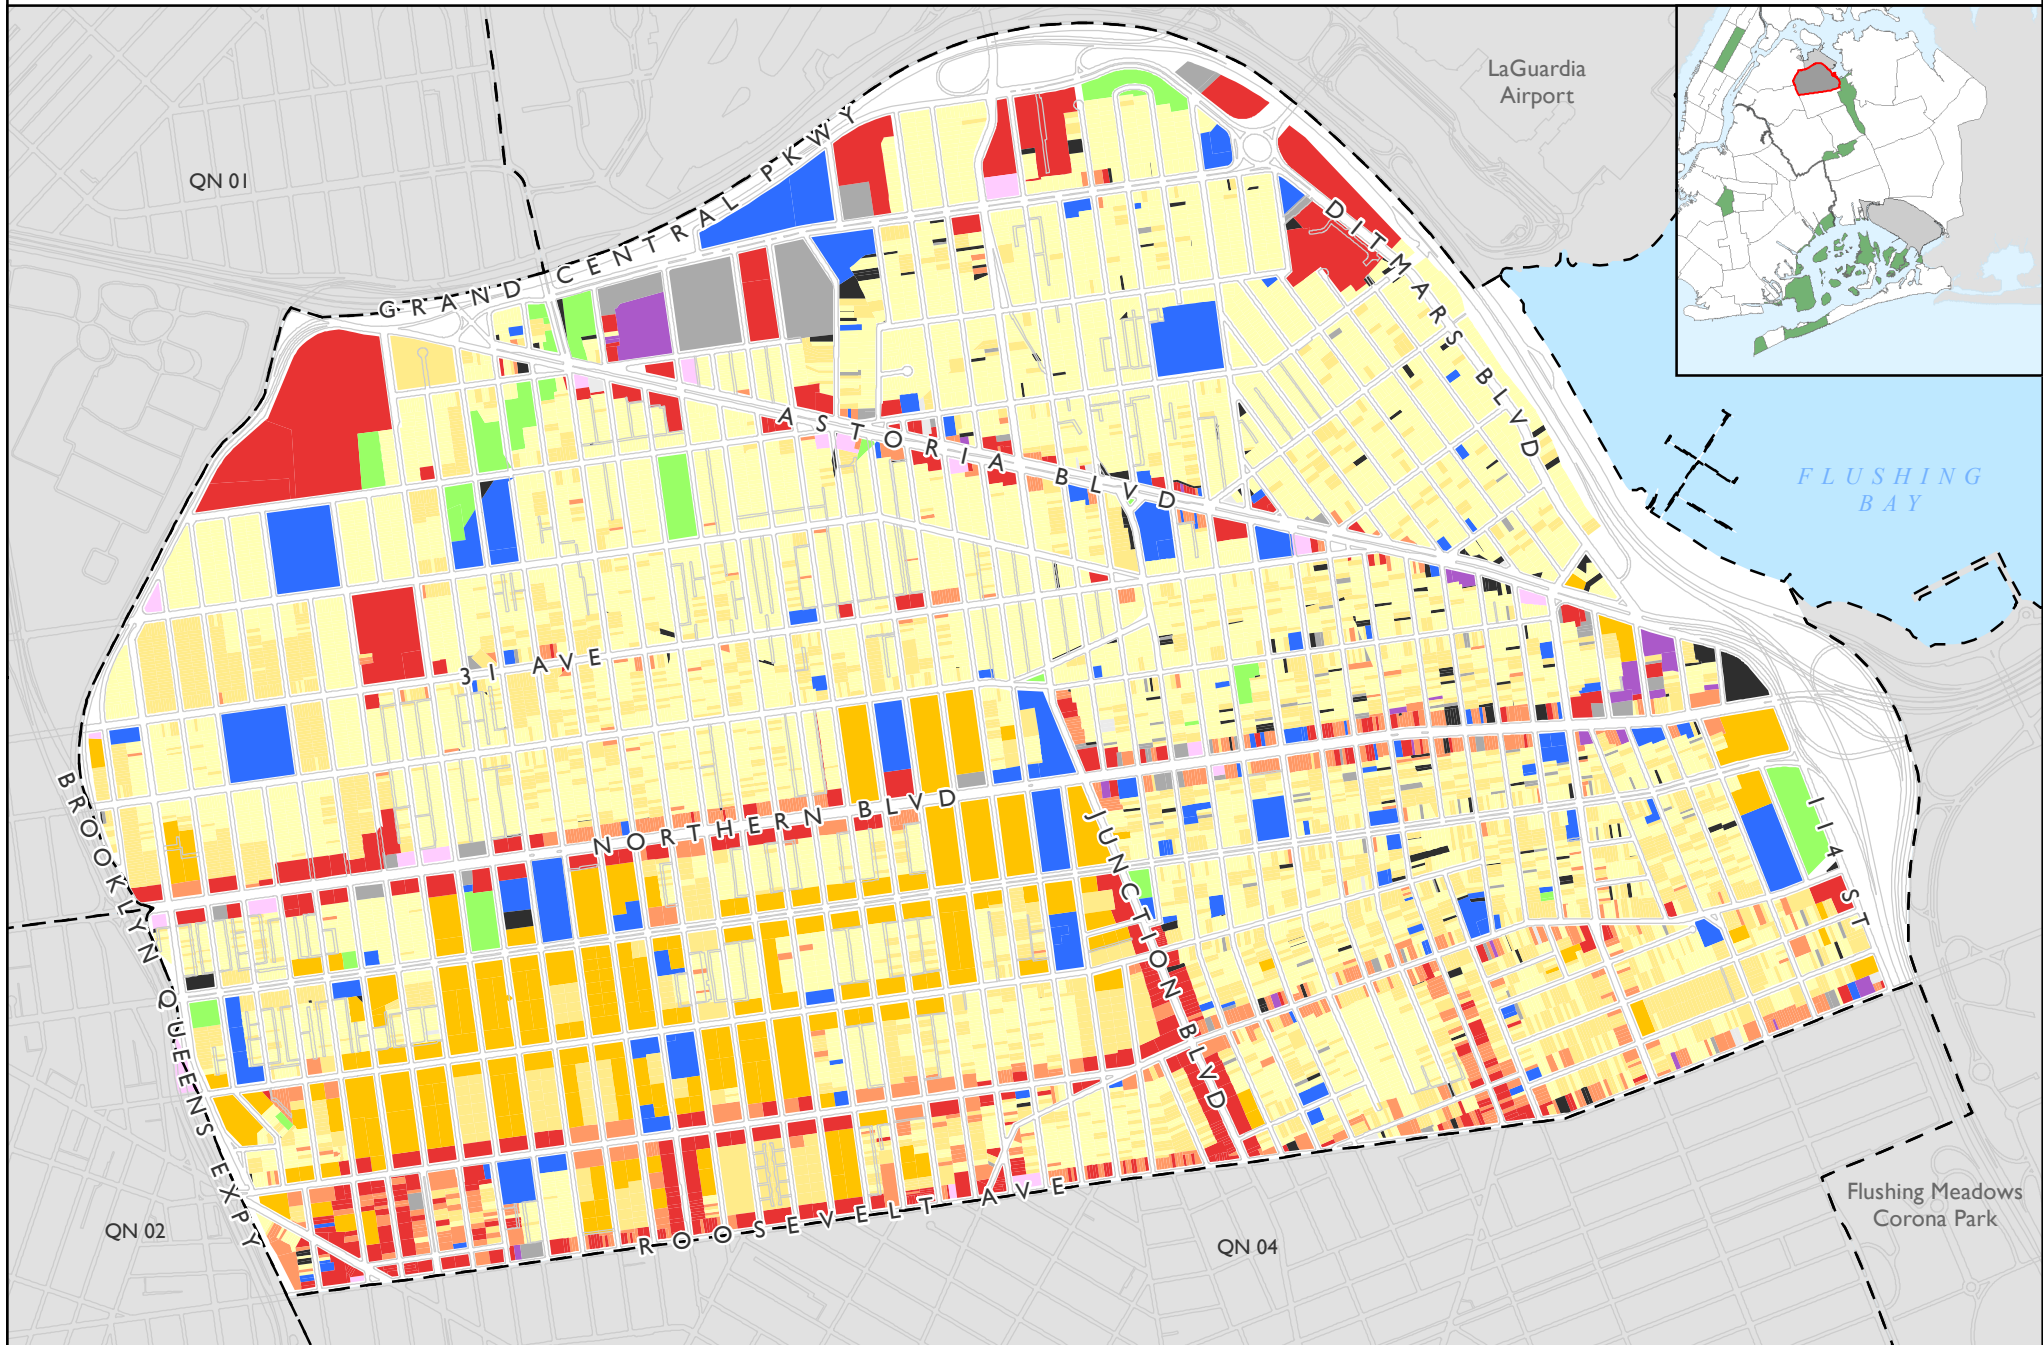 LaGuardia
Airport
QN 01
GRAND CENTRAL PKWY
DITMARS BLVD
ASTORIA BLVD
FLUSHING
BAY
31 AVE
NORTHERN BLVD
JUNCTION BLVD
114 ST
BROOKLYN QUEENS EXPY
ROOSEVELT AVE
QN 02
QN 04
Flushing Meadows
Corona Park